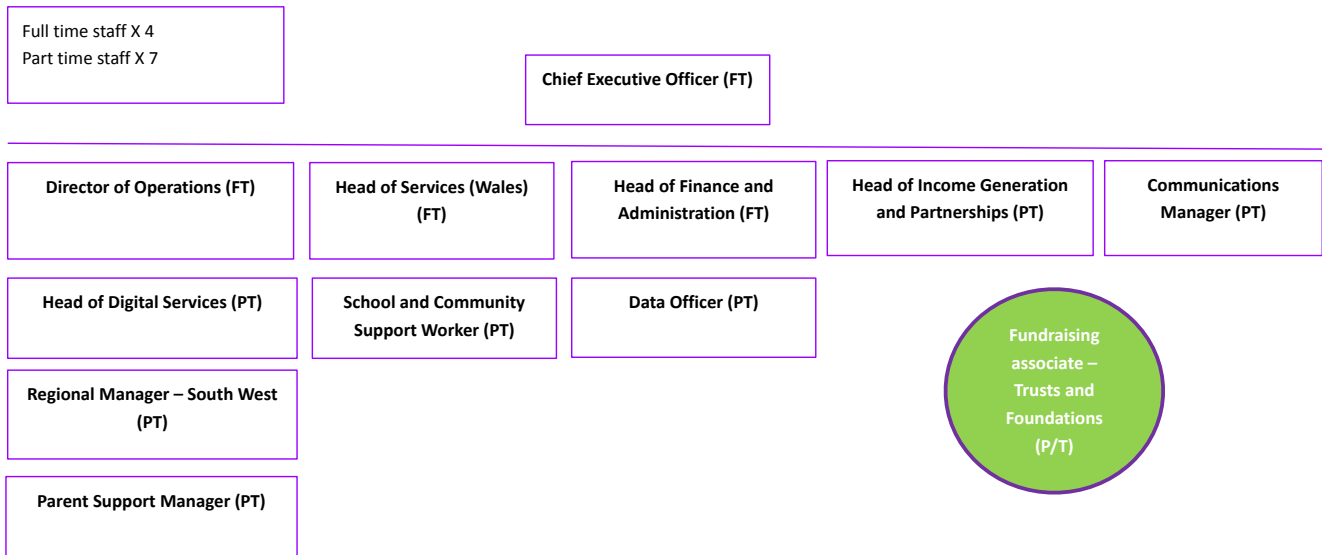 Full time staff X 4
Part time staff X 7
Chief Executive Officer (FT)
Director of Operations (FT)
Head of Services (Wales)
(FT)
Head of Finance and
Administration (FT)
Head of Income Generation
and Partnerships (PT)
Communications
Manager (PT)
Head of Digital Services (PT)
School and Community
Support Worker (PT)
Data Officer (PT)
Fundraising
associate –
Trusts and
Foundations
(P/T)
Regional Manager – South West
(PT)
Parent Support Manager (PT)